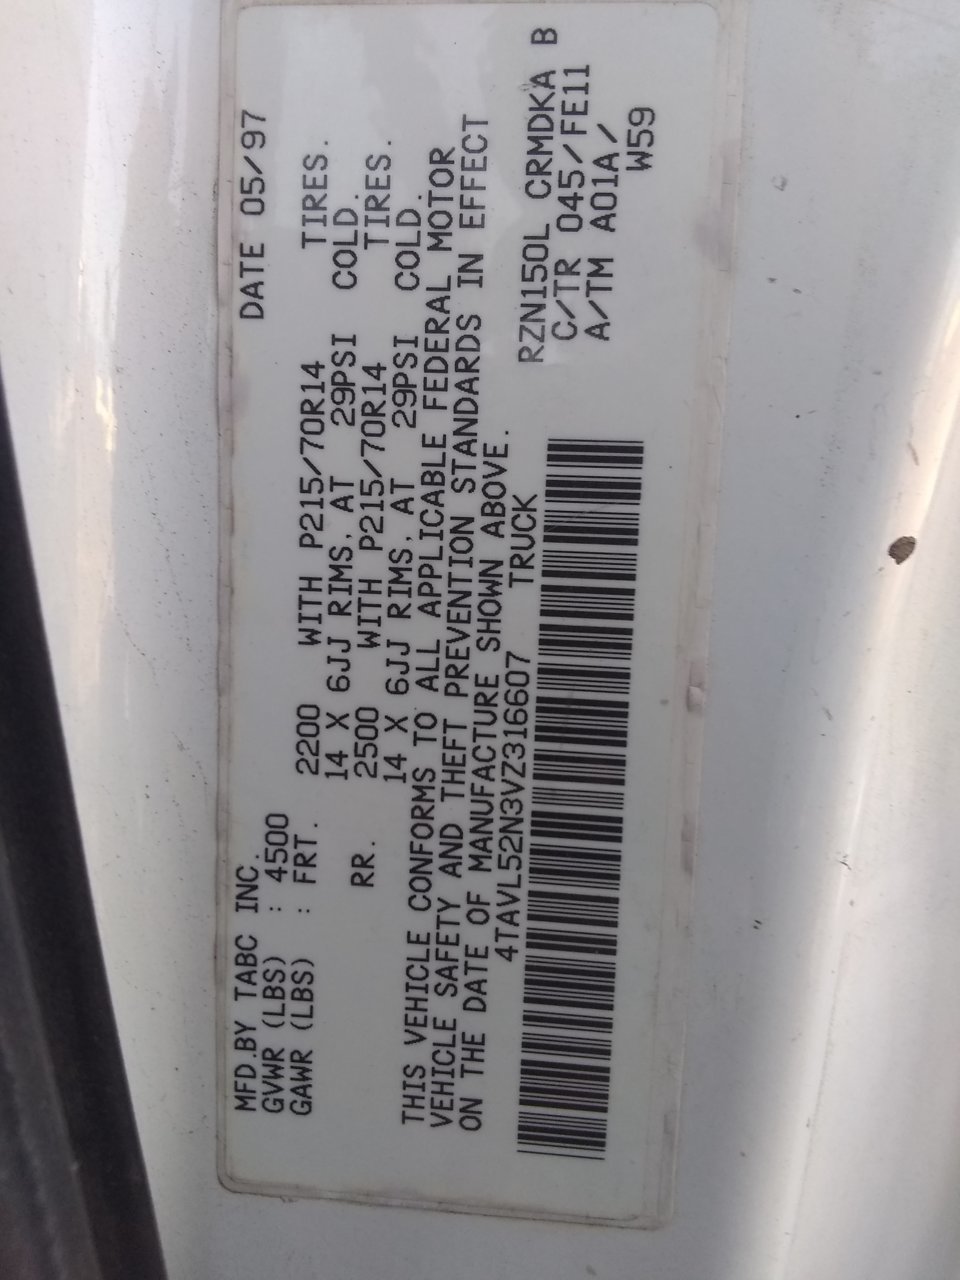 MFD.BY TABC INC. DATE 05/97
GVWR (LBS) : 4500
GAWR (LBS) : FRT. 2200 WITH P215/70R14 TIRES.
14 X 6JJ RIMS, AT 29PSI COLD.
RR. 2500 WITH P215/70R14 TIRES.
14 X 6JJ RIMS, AT 29PSI COLD.
THIS VEHICLE CONFORMS TO ALL APPLICABLE FEDERAL MOTOR
VEHICLE SAFETY AND THEFT PREVENTION STANDARDS IN EFFECT
ON THE DATE OF MANUFACTURE SHOWN ABOVE.
4TAVL52N3VZ316607 TRUCK
RZN150L CRMDKA B
C/TR 045/FE11
A/TM A01A/
W59